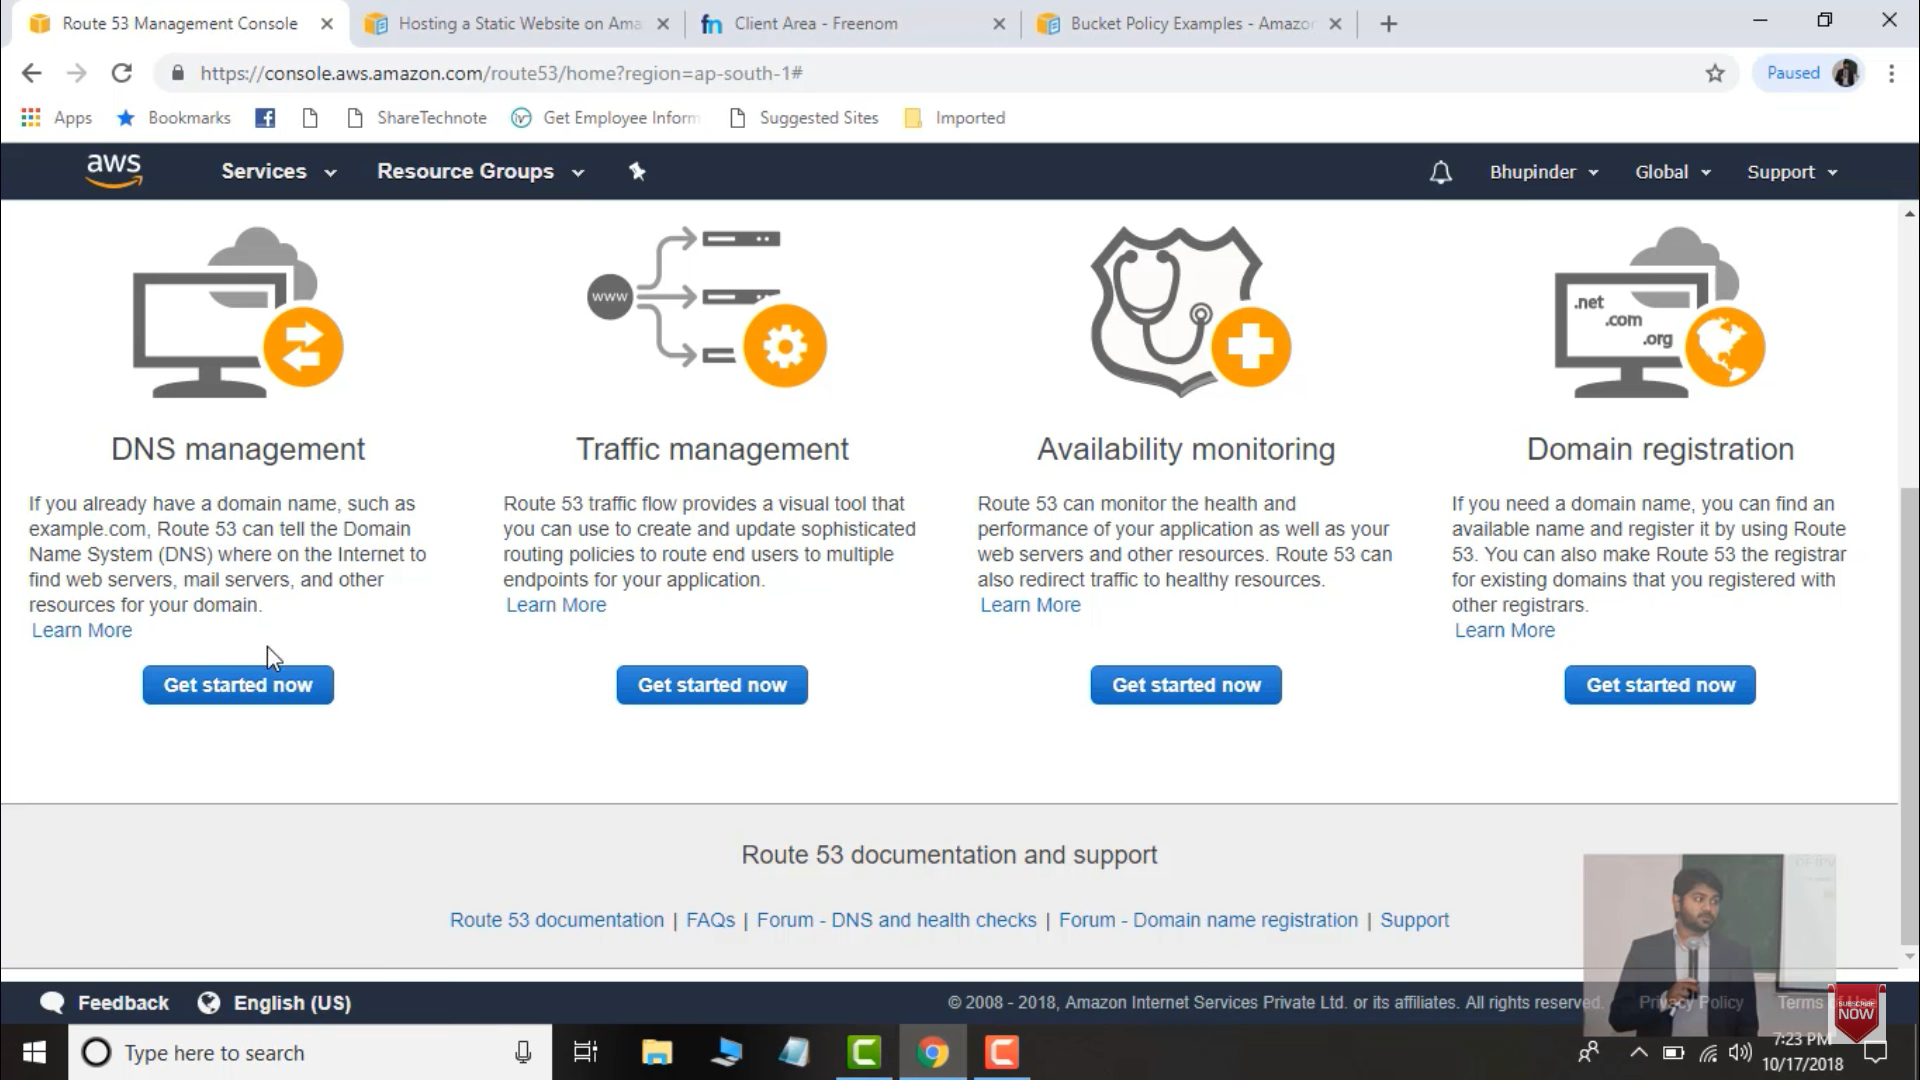 Route 53 Management Console
Hosting a Static Website on Ama
fn Client Area - Freenom
Bucket Policy Examples - Amazon
https://console.aws.amazon.com/route53/home?region=ap-south-1#
Paused
Apps
Bookmarks
ShareTechnote
Get Employee Inform
Suggested Sites
Imported
aws
Services
Resource Groups
Bhupinder
Global
Support
www
.net
.com
.org
DNS management
If you already have a domain name, such as
example.com, Route 53 can tell the Domain
Name System (DNS) where on the Internet to
find web servers, mail servers, and other
resources for your domain.
Learn More
Get started now
Traffic management
Route 53 traffic flow provides a visual tool that
you can use to create and update sophisticated
routing policies to route end users to multiple
endpoints for your application.
Learn More
Get started now
Availability monitoring
Route 53 can monitor the health and
performance of your application as well as your
web servers and other resources. Route 53 can
also redirect traffic to healthy resources.
Learn More
Get started now
Domain registration
If you need a domain name, you can find an
available name and register it by using Route
53. You can also make Route 53 the registrar
for existing domains that you registered with
other registrars.
Learn More
Get started now
Route 53 documentation and support
Route 53 documentation | FAQs | Forum - DNS and health checks | Forum - Domain name registration | Support
Feedback
English (US)
© 2008 - 2018, Amazon Internet Services Private Ltd. or its affiliates. All rights reserved.
Privacy Policy
Terms of Use
SUBSCRIBE
NOW
Type here to search
7:23 PM
10/17/2018